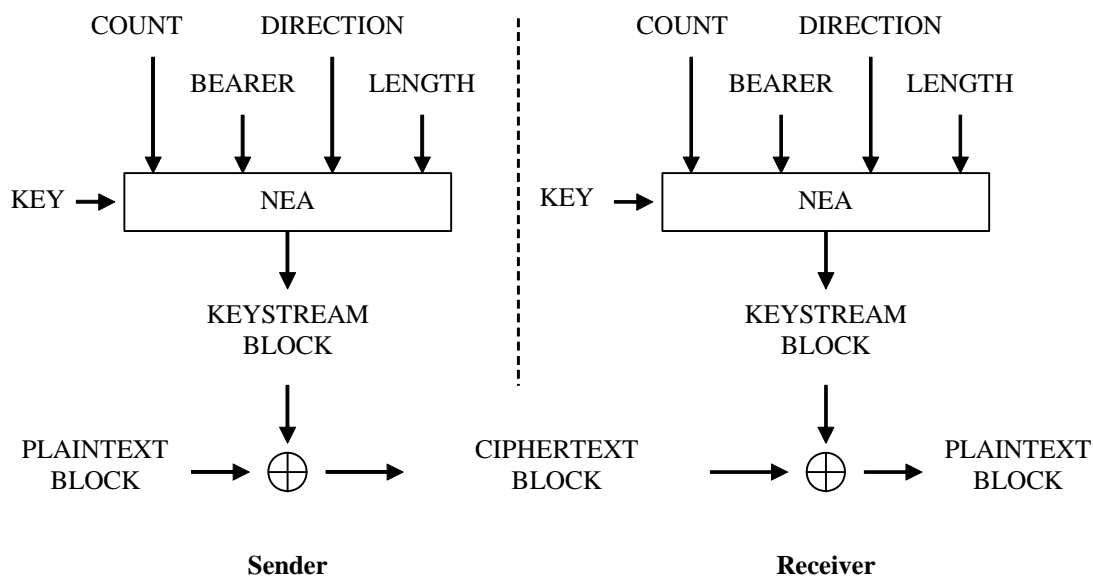 COUNT DIRECTION COUNT DIRECTION
BEARER LENGTH BEARER LENGTH
KEY NEA KEY NEA
KEYSTREAM KEYSTREAM
BLOCK BLOCK
PLAINTEXT CIPHERTEXT PLAINTEXT
BLOCK BLOCK BLOCK
Sender Receiver